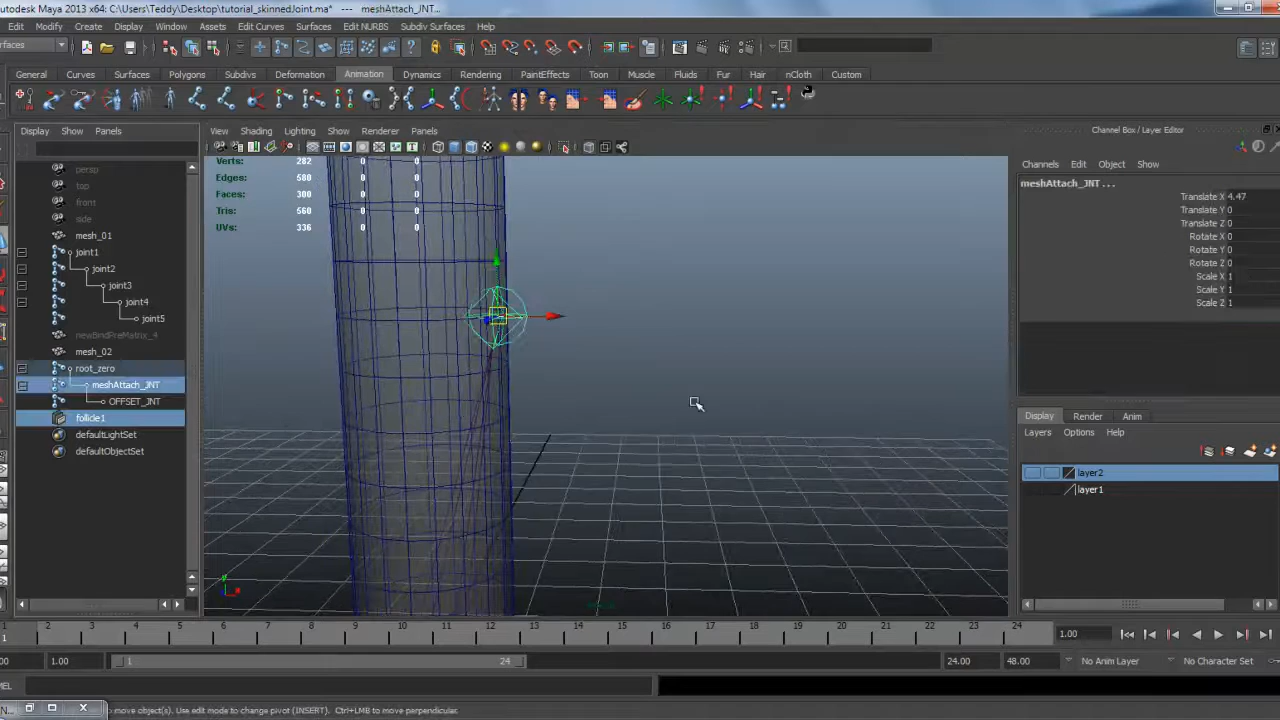 Autodesk Maya 2013 x64: C:\Users\Teddy\Desktop\tutorial_skinnedJoint.ma* --- meshAttach_JNT...
Edit Modify Create Display Window Assets Edit Curves Surfaces Edit NURBS Subdiv Surfaces Help
General Curves Surfaces Polygons Subdivs Deformation Animation Dynamics Rendering PaintEffects Toon Muscle Fluids Fur Hair nCloth Custom
Display Show Panels
View Shading Lighting Show Renderer Panels
Channel Box / Layer Editor
Channels Edit Object Show
persp
top
front
side
mesh_01
joint1
joint2
joint3
joint4
joint5
newBindPreMatrix_4
mesh_02
root_zero
meshAttach_JNT
OFFSET_JNT
follicle1
defaultLightSet
defaultObjectSet
Verts: 282 0 0
Edges: 580 0 0
Faces: 300 0 0
Tris: 560 0 0
UVs: 336 0 0
meshAttach_JNT ...
Translate X 4.47
Translate Y 0
Translate Z 0
Rotate X 0
Rotate Y 0
Rotate Z 0
Scale X 1
Scale Y 1
Scale Z 1
Display Render Anim
Layers Options Help
layer2
layer1
2 3 4 5 6 7 8 9 10 11 12 13 14 15 16 17 18 19 20 21 22 23 24
1 1.00
1.00 1 24 24.00 48.00 No Anim Layer No Character Set
to move object(s). Use edit mode to change pivot (INSERT). Ctrl+LMB to move perpendicular.